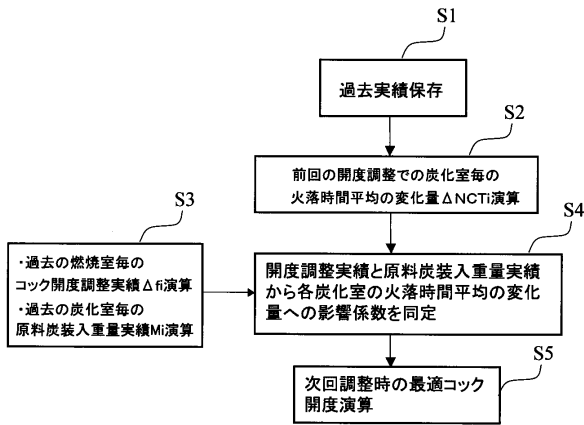 S1
過去実績保存
S2
前回の開度調整での炭化室毎の
火落時間平均の変化量ΔNCTi演算
S3
・過去の燃焼室毎の
コック開度調整実績Δfi演算
・過去の炭化室毎の
原料炭装入重量実績Mi演算
S4
開度調整実績と原料炭装入重量実績
から各炭化室の火落時間平均の変化
量への影響係数を同定
S5
次回調整時の最適コック
開度演算